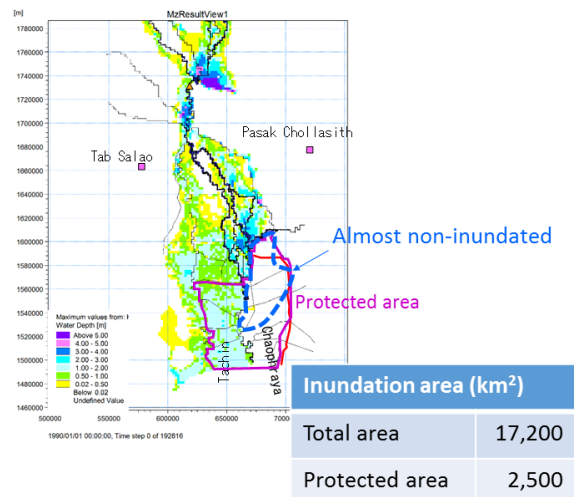 MzResultView1
[m]
1780000
1760000
1740000
1720000
1700000
1680000
1660000
1640000
1620000
1600000
1580000
1560000
1540000
1520000
1500000
1480000
1460000
Pasak Chollasith
Tab Salao
Almost non-inundated
Protected area
Maximum values from:
Water Depth [m]
Above 5.00
4.00 - 5.00
3.00 - 4.00
2.00 - 3.00
1.00 - 2.00
0.50 - 1.00
0.02 - 0.50
Below 0.02
Undefined Value
Tachin
Chaophraya
500000
550000
600000
650000
1990/01/01 00:00:00, Time step 0 of 192816
Inundation area (km²)
Total area 17,200
Protected area 2,500